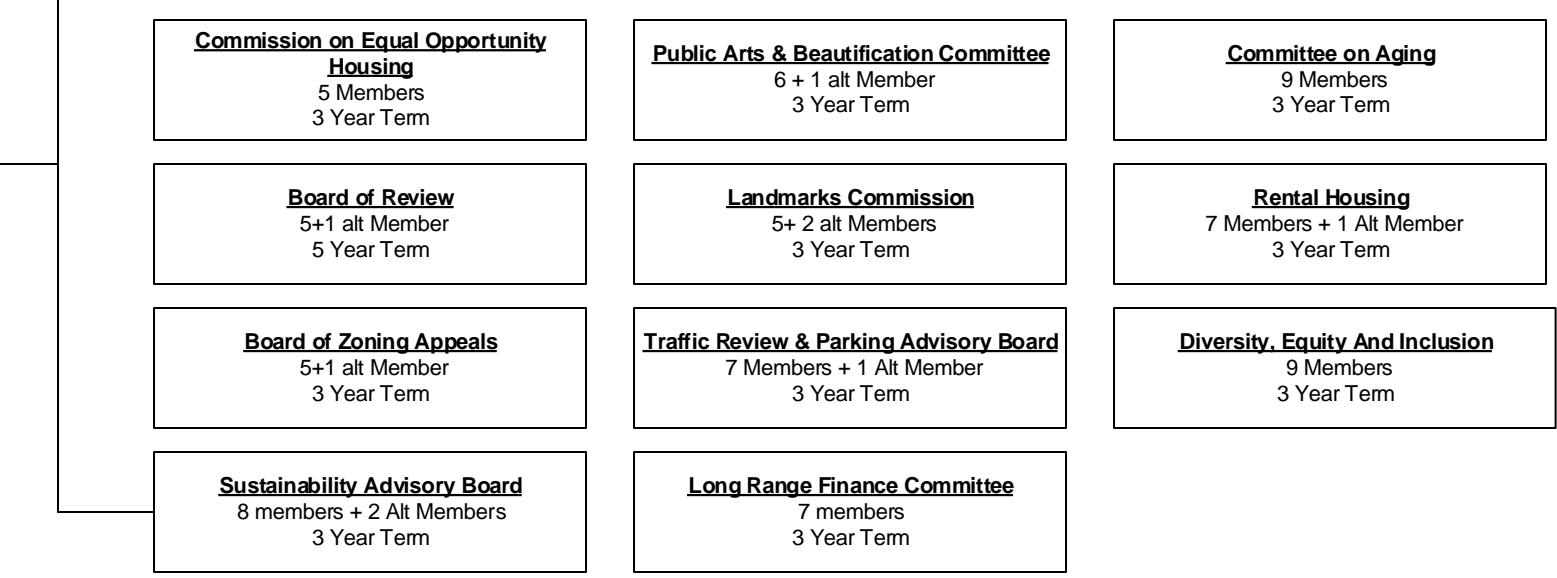 Commission on Equal Opportunity
Housing
5 Members
3 Year Term
Public Arts & Beautification Committee
6 + 1 alt Member
3 Year Term
Committee on Aging
9 Members
3 Year Term
Board of Review
5+1 alt Member
5 Year Term
Landmarks Commission
5+ 2 alt Members
3 Year Term
Rental Housing
7 Members + 1 Alt Member
3 Year Term
Board of Zoning Appeals
5+1 alt Member
3 Year Term
Traffic Review & Parking Advisory Board
7 Members + 1 Alt Member
3 Year Term
Diversity, Equity And Inclusion
9 Members
3 Year Term
Sustainability Advisory Board
8 members + 2 Alt Members
3 Year Term
Long Range Finance Committee
7 members
3 Year Term